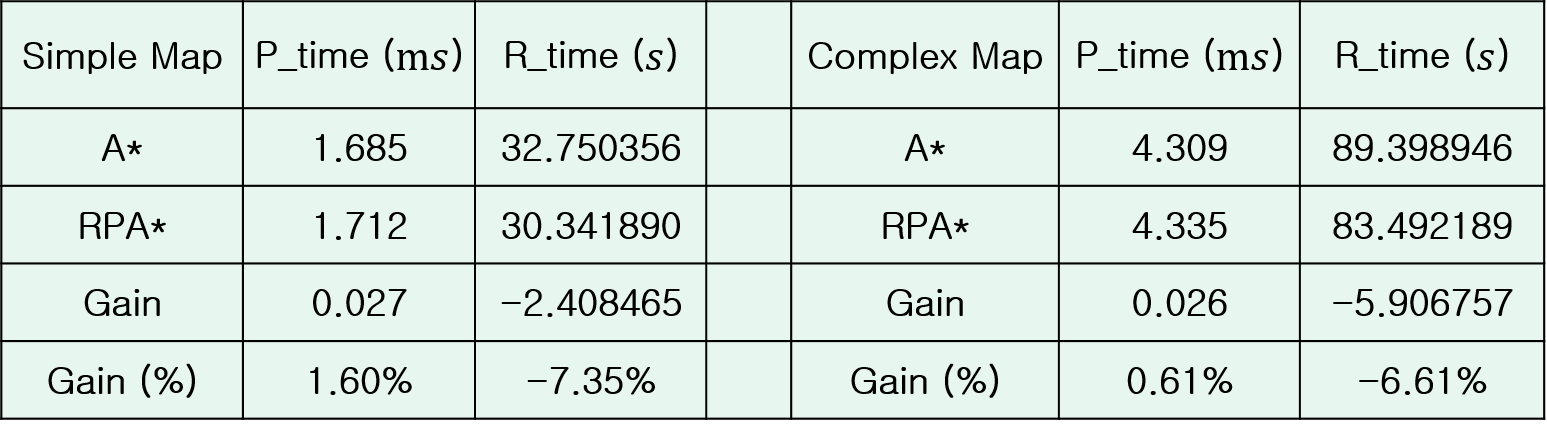 Simple Map P_time (ms) R_time (s) Complex Map P_time (ms) R_time (s)
A* 1.685 32.750356 A* 4.309 89.398946
RPA* 1.712 30.341890 RPA* 4.335 83.492189
Gain 0.027 -2.408465 Gain 0.026 -5.906757
Gain (%) 1.60% -7.35% Gain (%) 0.61% -6.61%